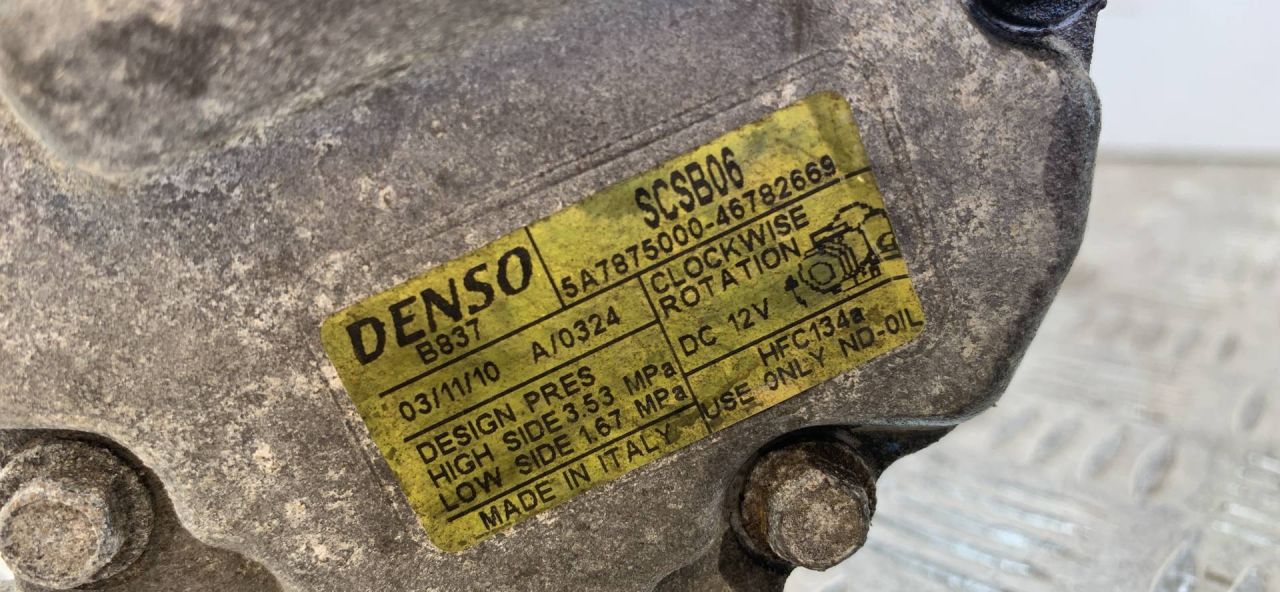 DENSO
B837
SCSB06
5A7875000-46782669
03/11/10 A/0324
CLOCKWISE
ROTATION
DC 12V
DESIGN PRES
HIGH SIDE 3.53 MPa
LOW SIDE 1.67 MPa
HFC134a
USE ONLY ND-OIL
MADE IN ITALY